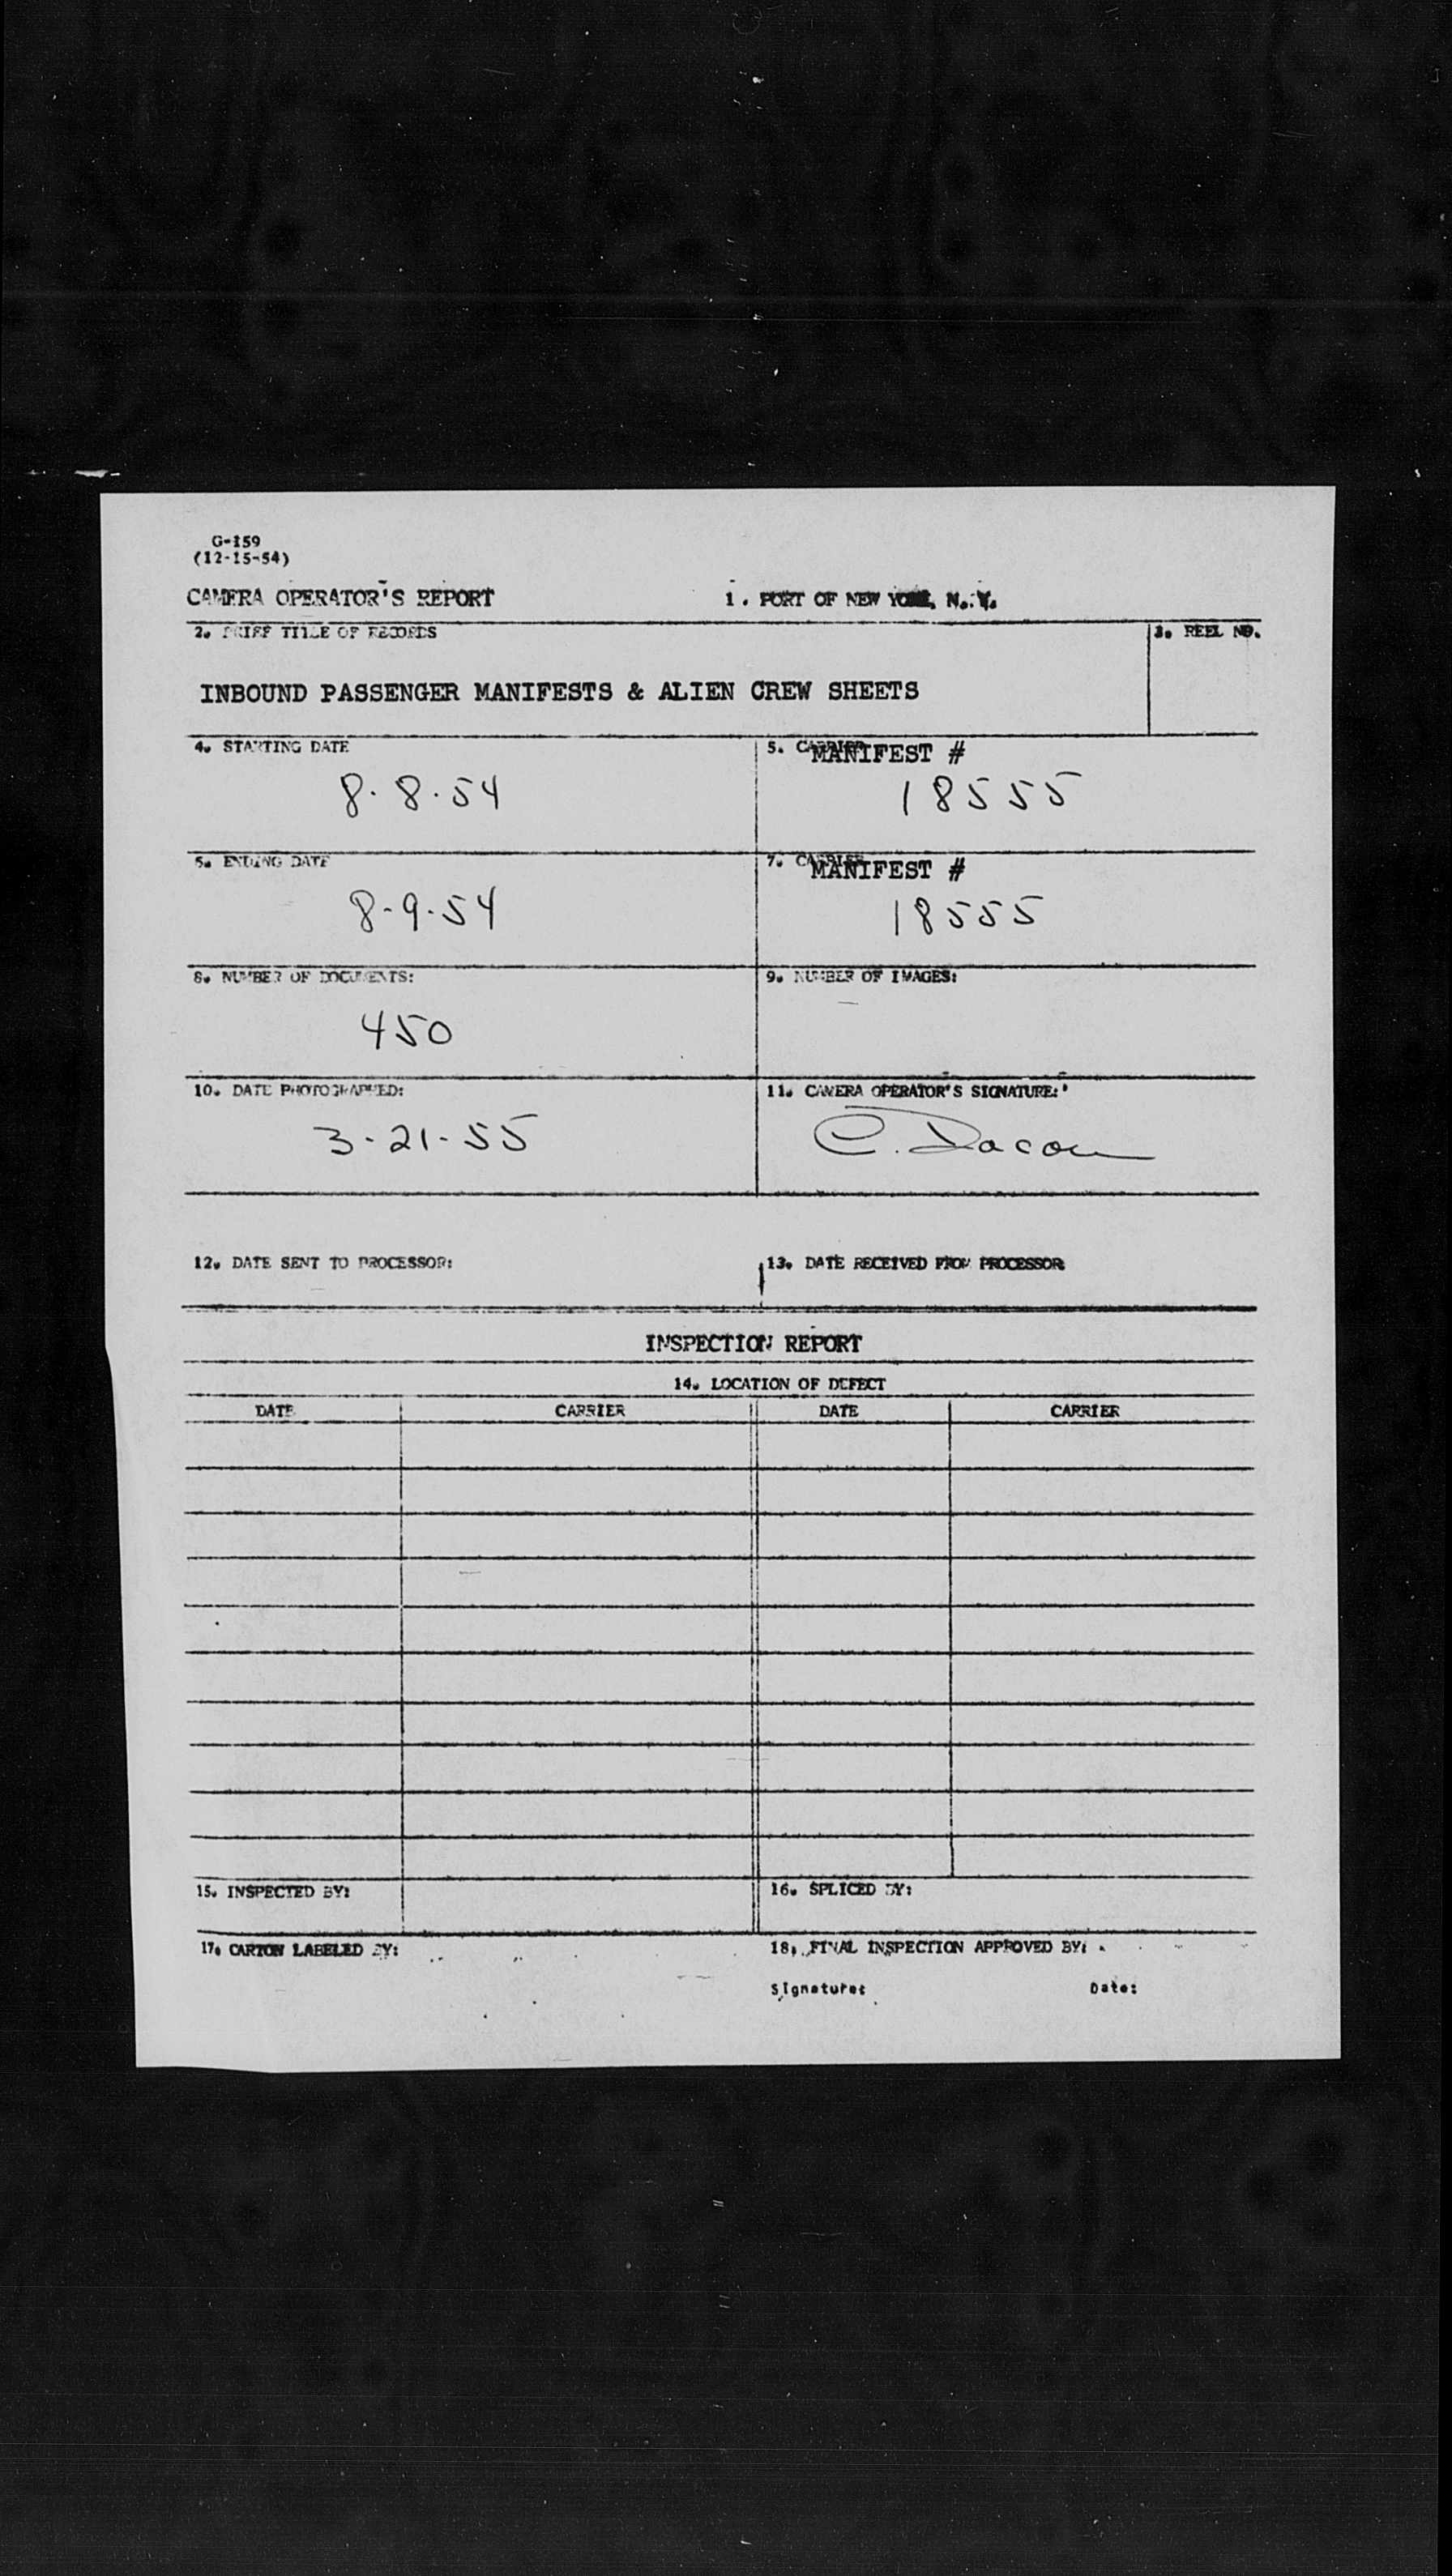 G-159
(12-15-54)
CAMERA OPERATOR'S REPORT
1. PORT OF NEW YORK, N. Y.
2. BRIEF TITLE OF RECORDS
3. REEL NO.
INBOUND PASSENGER MANIFESTS & ALIEN CREW SHEETS
4. STARTING DATE
5. CARRIER
MANIFEST #
8-8-54
18555
6. ENDING DATE
7. CARRIER
MANIFEST #
8-9-54
18555
8. NUMBER OF DOCUMENTS:
9. NUMBER OF IMAGES:
450
10. DATE PHOTOGRAPHED:
11. CAMERA OPERATOR'S SIGNATURE:
3-21-55
C.
12. DATE SENT TO PROCESSOR:
13. DATE RECEIVED FROM PROCESSOR
INSPECTION REPORT
14. LOCATION OF DEFECT
DATE CARRIER DATE CARRIER
15. INSPECTED BY:
16. SPLICED BY:
17. CARTON LABELED BY:
18. FINAL INSPECTION APPROVED BY:
Signature: Date: